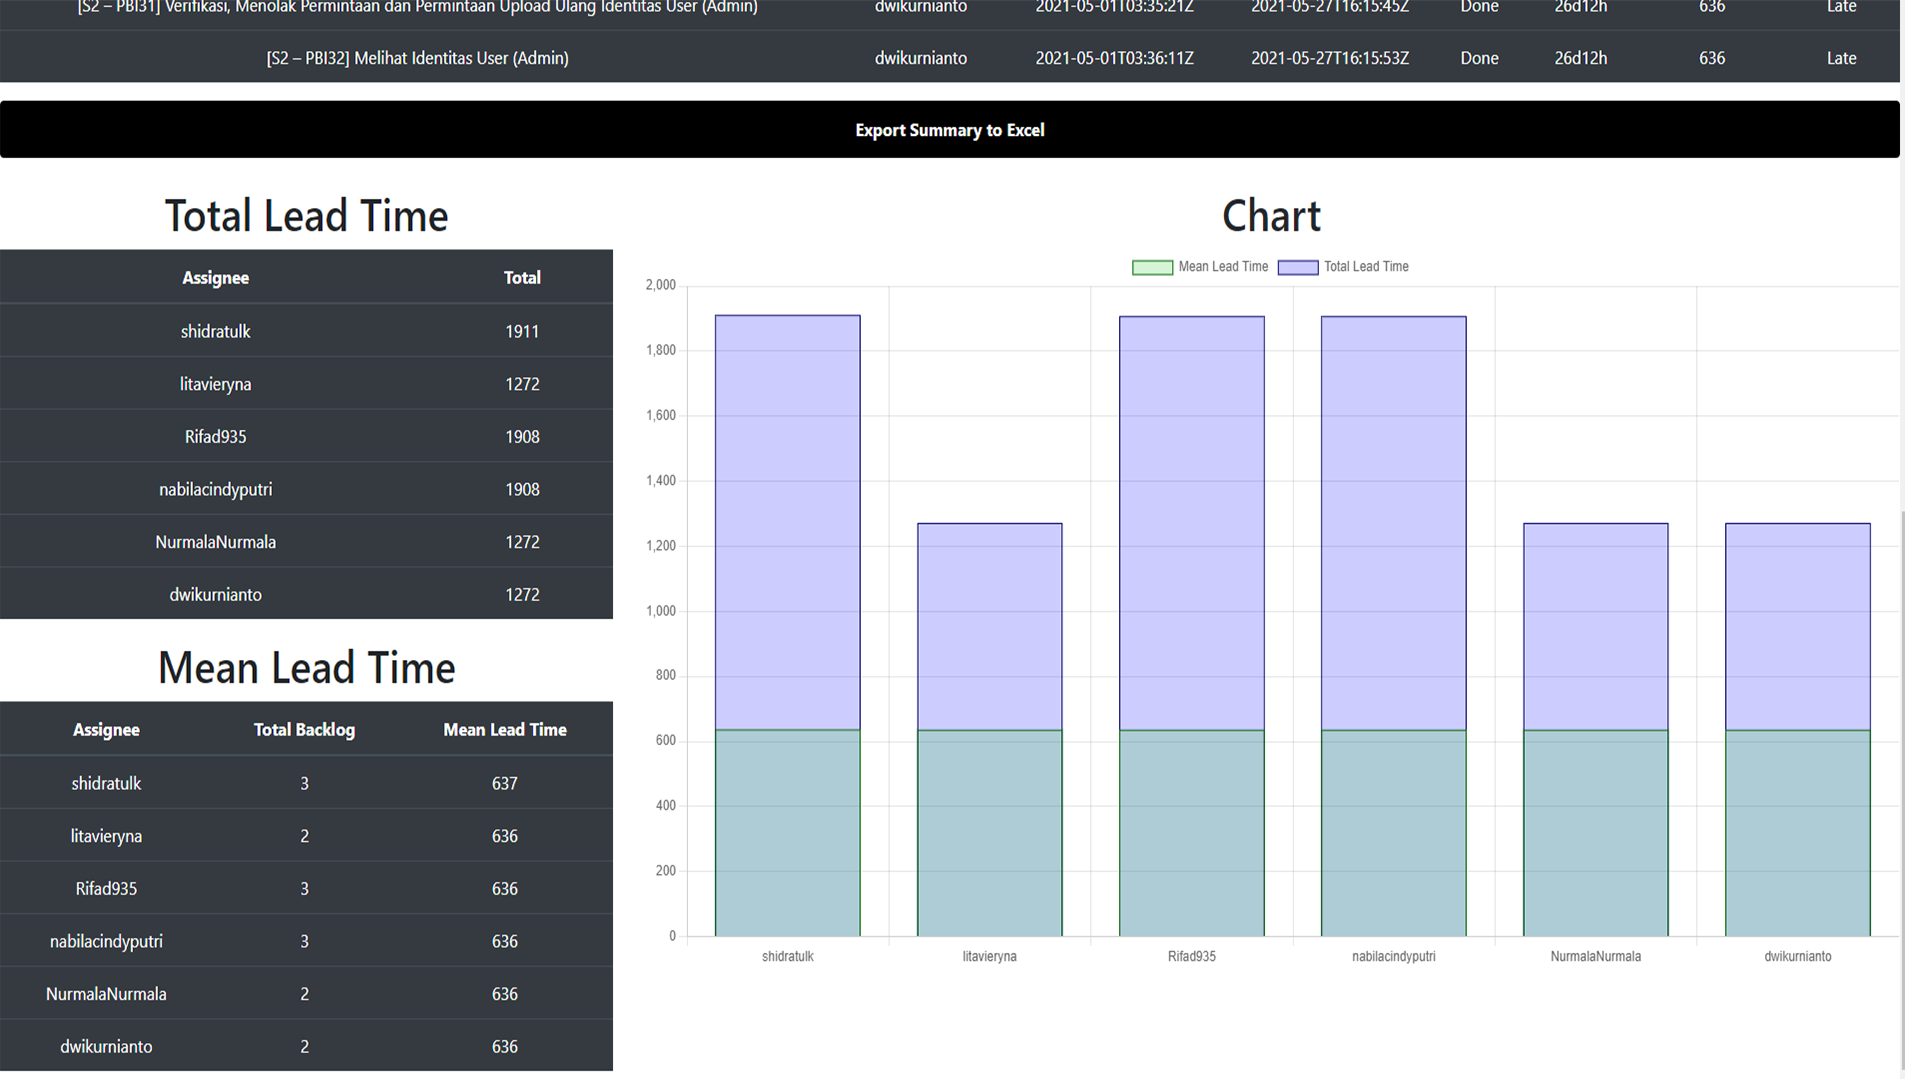 [S2 – PBI31] Verifikasi, Menolak Permintaan dan Permintaan Upload Ulang Identitas User (Admin) dwikurnianto 2021-05-01T03:35:21Z 2021-05-27T16:15:45Z Done 26d12h 636 Late
[S2 – PBI32] Melihat Identitas User (Admin) dwikurnianto 2021-05-01T03:36:11Z 2021-05-27T16:15:53Z Done 26d12h 636 Late
Export Summary to Excel
Total Lead Time
Assignee Total
shidratulk 1911
litavieryna 1272
Rifad935 1908
nabilacindyputri 1908
NurmalaNurmala 1272
dwikurnianto 1272
Mean Lead Time
Assignee Total Backlog Mean Lead Time
shidratulk 3 637
litavieryna 2 636
Rifad935 3 636
nabilacindyputri 3 636
NurmalaNurmala 2 636
dwikurnianto 2 636
Chart
Mean Lead Time Total Lead Time
2,000
1,800
1,600
1,400
1,200
1,000
800
600
400
200
0
shidratulk litavieryna Rifad935 nabilacindyputri NurmalaNurmala dwikurnianto